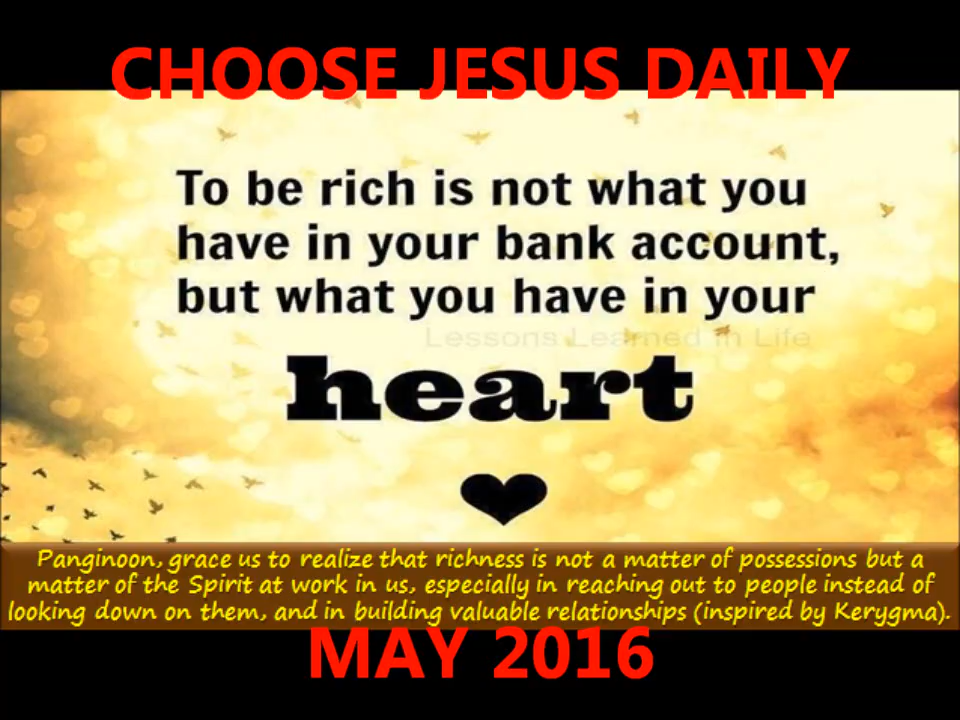 CHOOSE JESUS DAILY
To be rich is not what you
have in your bank account,
but what you have in your
Lessons Learned in Life
heart
Panginoon, grace us to realize that richness is not a matter of possessions but a
matter of the Spirit at work in us, especially in reaching out to people instead of
looking down on them, and in building valuable relationships (inspired by Kerygma).
MAY 2016